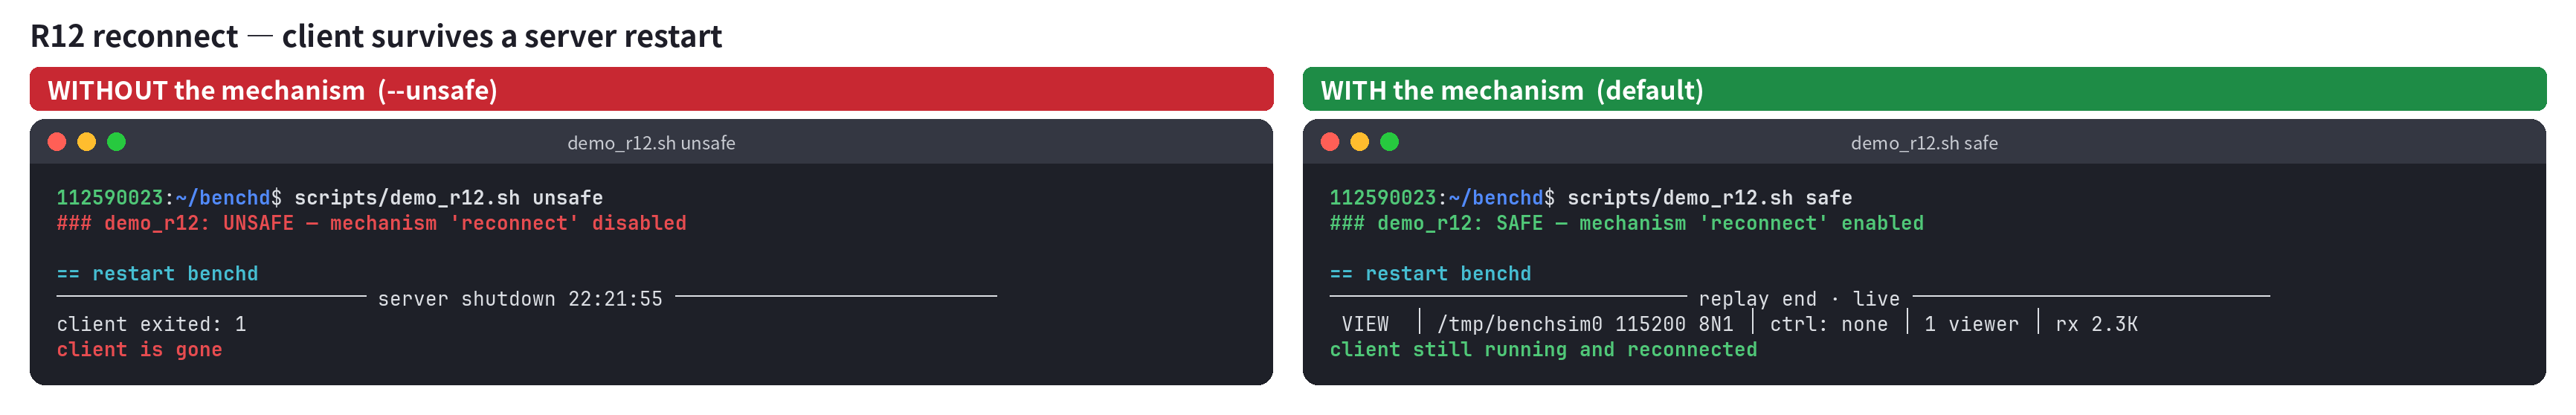 R12 reconnect — client survives a server restart
WITHOUT the mechanism (--unsafe)
demo_r12.sh unsafe
112590023:~/benchd$ scripts/demo_r12.sh unsafe
### demo_r12: UNSAFE — mechanism 'reconnect' disabled
== restart benchd
server shutdown 22:21:55
client exited: 1
client is gone
WITH the mechanism (default)
demo_r12.sh safe
112590023:~/benchd$ scripts/demo_r12.sh safe
### demo_r12: SAFE — mechanism 'reconnect' enabled
== restart benchd
replay end · live
VIEW │ /tmp/benchsim0 115200 8N1 │ ctrl: none │ 1 viewer │ rx 2.3K
client still running and reconnected